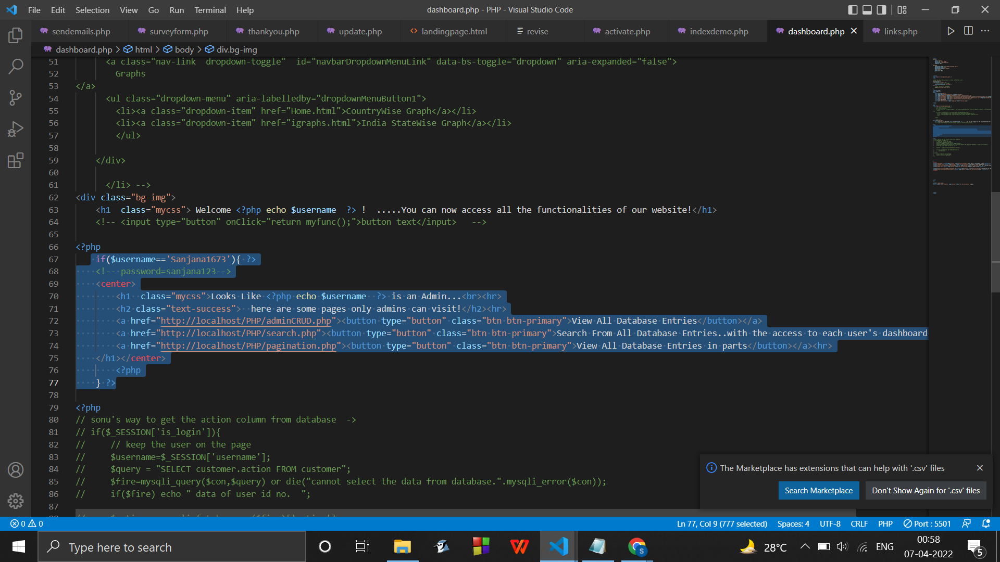 File Edit Selection View Go Run Terminal Help
dashboard.php - PHP - Visual Studio Code
sendemails.php surveyform.php thankyou.php update.php landingpage.html revise activate.php indexdemo.php dashboard.php links.php
dashboard.php > html > body > div.bg-img
51 <a class="nav-link  dropdown-toggle"  id="navbarDropdownMenuLink" data-bs-toggle="dropdown" aria-expanded="false">
52 Graphs
53 </a>
54 <ul class="dropdown-menu" aria-labelledby="dropdownMenuButton1">
55 <li><a class="dropdown-item" href="Home.html">CountryWise Graph</a></li>
56 <li><a class="dropdown-item" href="igraphs.html">India StateWise Graph</a></li>
57 </ul>
58
59 </div>
60
61 </li> -->
62 <div class="bg-img">
63 <h1  class="mycss"> Welcome <?php echo $username  ?> !  .....You can now access all the functionalities of our website!</h1>
64 <!-- <input type="button" onClick="return myfunc();">button text</input>   -->
65
66 <?php
67 if($username=='Sanjana1673'){ ?>
68 <!-- password=sanjana123-->
69 <center>
70 <h1  class="mycss">Looks Like <?php echo $username  ?> is an Admin...<br><hr>
71 <h2 class="text-success">  here are some pages only admins can visit!</h2><hr>
72 <a href="http://localhost/PHP/adminCRUD.php"><button type="button" class="btn btn-primary">View All Database Entries</button></a>
73 <a href="http://localhost/PHP/search.php"><button type="button" class="btn btn-primary">Search From All Database Entries..with the access to each user's dashboard
74 <a href="http://localhost/PHP/pagination.php"><button type="button" class="btn btn-primary">View All Database Entries in parts</button></a><hr>
75 </h1></center>
76 <?php
77 } ?>
78
79 <?php
80 // sonu's way to get the action column from database  ->
81 // if($_SESSION['is_login']){
82 //     // keep the user on the page
83 //     $username=$_SESSION['username'];
84 //     $query = "SELECT customer.action FROM customer";
85 //     $fire=mysqli_query($con,$query) or die("cannot select the data from database.".mysqli_error($con));
86 //     if($fire) echo " data of user id no.  ";
87
The Marketplace has extensions that can help with '.csv' files
Search Marketplace Don't Show Again for '.csv' files
0 0 Ln 77, Col 9 (777 selected) Spaces: 4 UTF-8 CRLF PHP Port : 5501
Type here to search
28°C ENG 00:58
07-04-2022 5